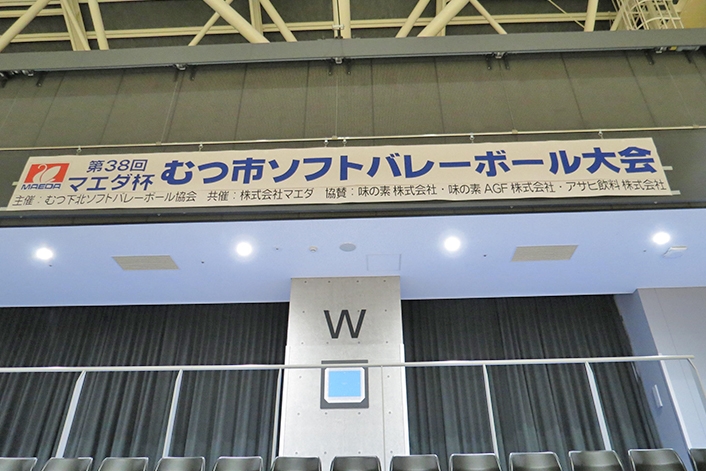 MAEDA
第38回
マエダ杯
むつ市ソフトバレーボール大会
主催：むつ下北ソフトバレーボール協会　共催：株式会社マエダ　協賛：味の素 株式会社・味の素 AGF 株式会社・アサヒ飲料 株式会社
W